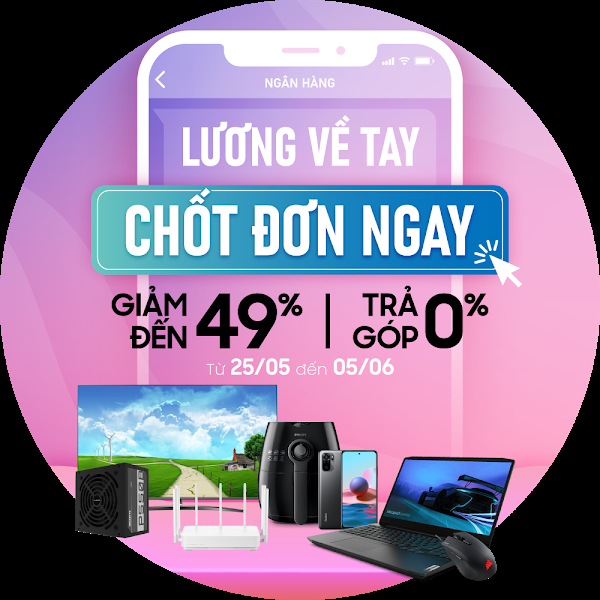 NGÂN HÀNG
LƯƠNG VỀ TAY
CHỐT ĐƠN NGAY
GIẢM ĐẾN 49% | TRẢ GÓP 0%
Từ 25/05 đến 05/06
P550B